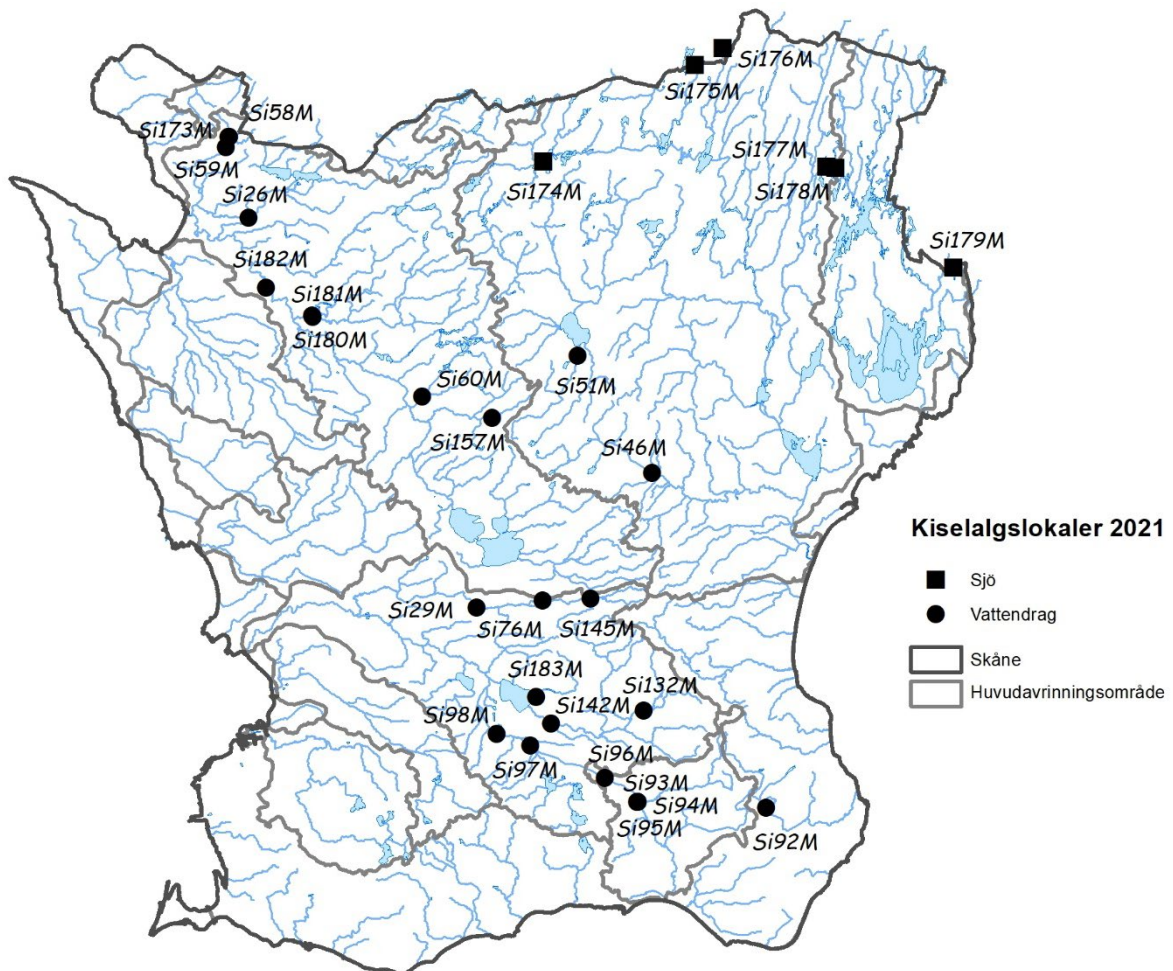 Si176M
Si175M
Si58M
Si173M
Si59M
Si177M
Si174M
Si178M
Si26M
Si179M
Si182M
Si181M
Si180M
Si51M
Si60M
Si157M
Si46M
Kiselalgslokaler 2021
Sjö
Vattendrag
Skåne
Huvudavrinningsområde
Si29M
Si76M
Si145M
Si183M
Si132M
Si142M
Si98M
Si96M
Si97M
Si93M
Si94M
Si95M
Si92M